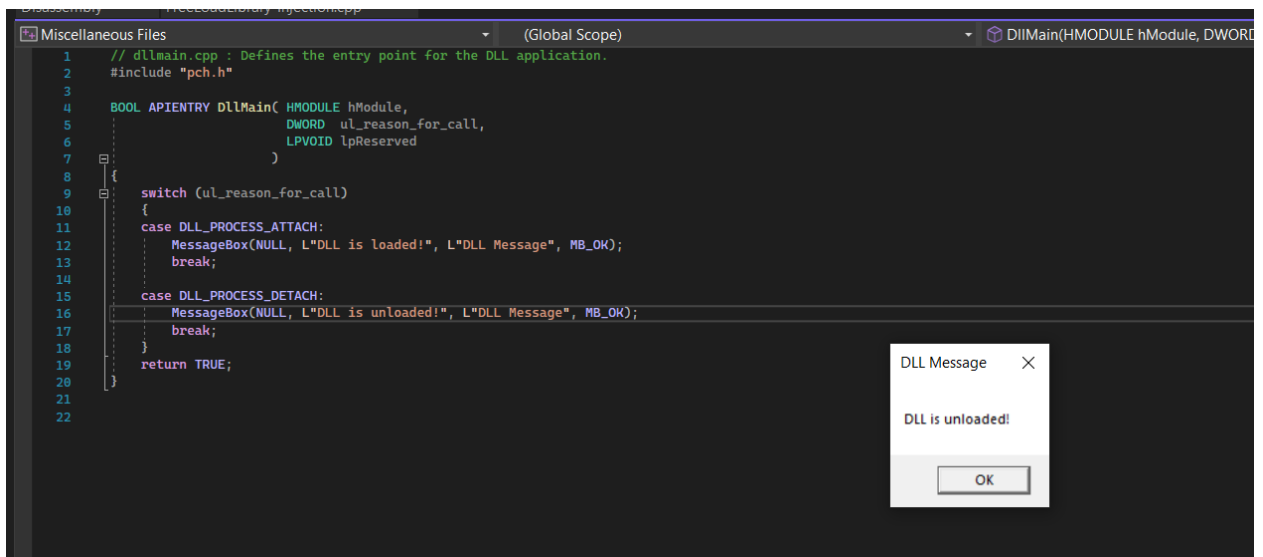 Disassembly FreeLoadLibrary-Injection.cpp
Miscellaneous Files (Global Scope) DllMain(HMODULE hModule, DWORD
1 // dllmain.cpp : Defines the entry point for the DLL application.
2 #include "pch.h"
3
4 BOOL APIENTRY DllMain( HMODULE hModule,
5 DWORD ul_reason_for_call,
6 LPVOID lpReserved
7 )
8 {
9 switch (ul_reason_for_call)
10 {
11 case DLL_PROCESS_ATTACH:
12 MessageBox(NULL, L"DLL is loaded!", L"DLL Message", MB_OK);
13 break;
14
15 case DLL_PROCESS_DETACH:
16 MessageBox(NULL, L"DLL is unloaded!", L"DLL Message", MB_OK);
17 break;
18 }
19 return TRUE;
20 }
21
22
DLL Message
DLL is unloaded!
OK